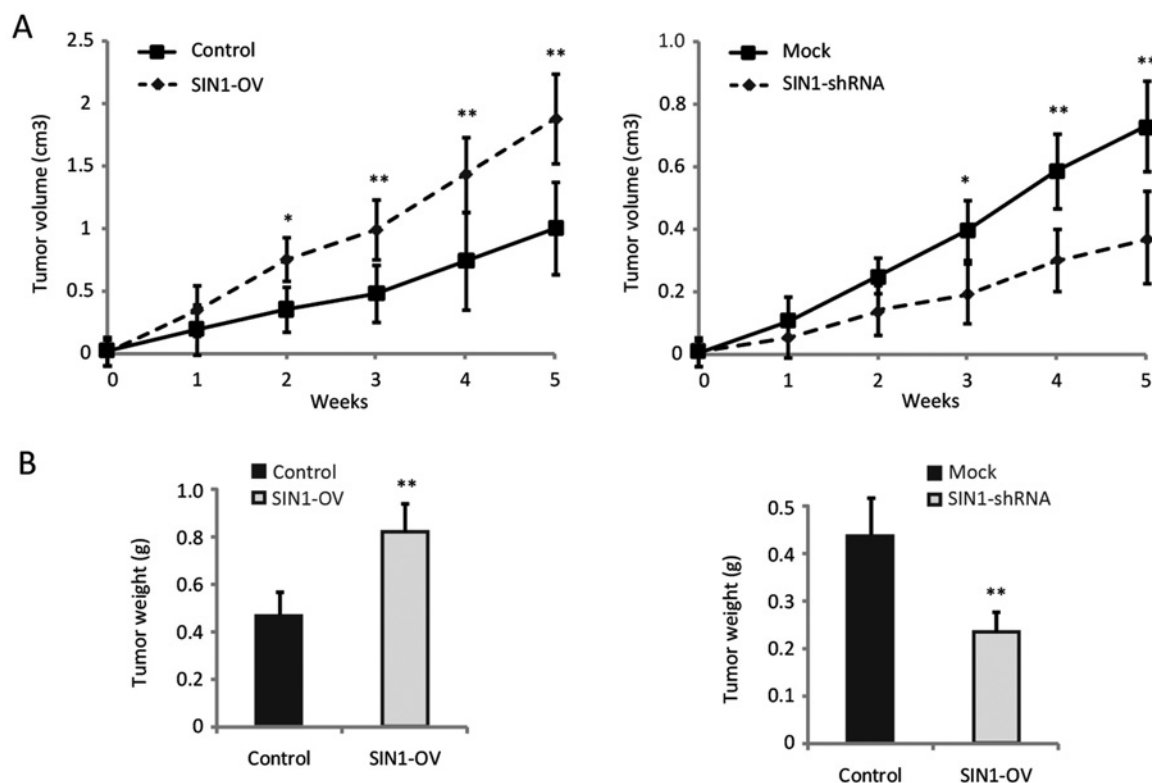 A
2.5
2
1.5
1
0.5
0
Tumor volume (cm3)
Control
SIN1-OV
*
**
**
**
0 1 2 3 4 5
Weeks
1.0
0.8
0.6
0.4
0.2
0
Tumor volume (cm3)
Mock
SIN1-shRNA
*
**
**
0 1 2 3 4 5
Weeks
B
Control
SIN1-OV
1.0
0.8
0.6
0.4
0.2
0
Tumor weight (g)
**
Control SIN1-OV
Mock
SIN1-shRNA
0.5
0.4
0.3
0.2
0.1
0
Tumor weight (g)
**
Control SIN1-OV